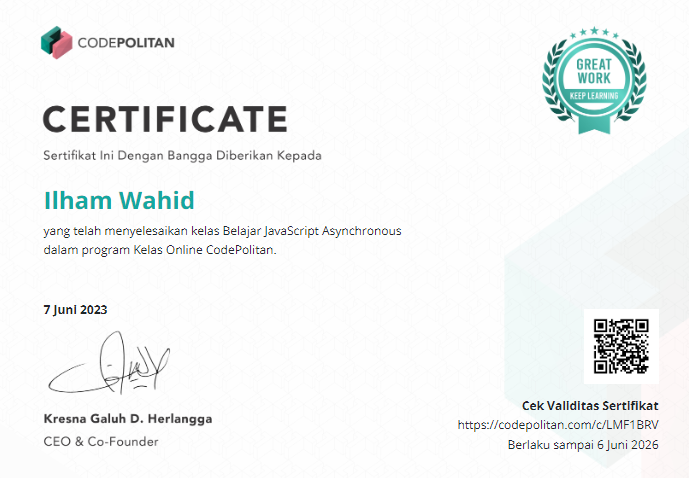 CODEPOLITAN
GREAT
WORK
KEEP LEARNING
CERTIFICATE
Sertifikat Ini Dengan Bangga Diberikan Kepada
Ilham Wahid
yang telah menyelesaikan kelas Belajar JavaScript Asynchronous
dalam program Kelas Online CodePolitan.
7 Juni 2023
Kresna Galuh D. Herlangga
CEO & Co-Founder
Cek Validitas Sertifikat
https://codepolitan.com/c/LMF1BRV
Berlaku sampai 6 Juni 2026